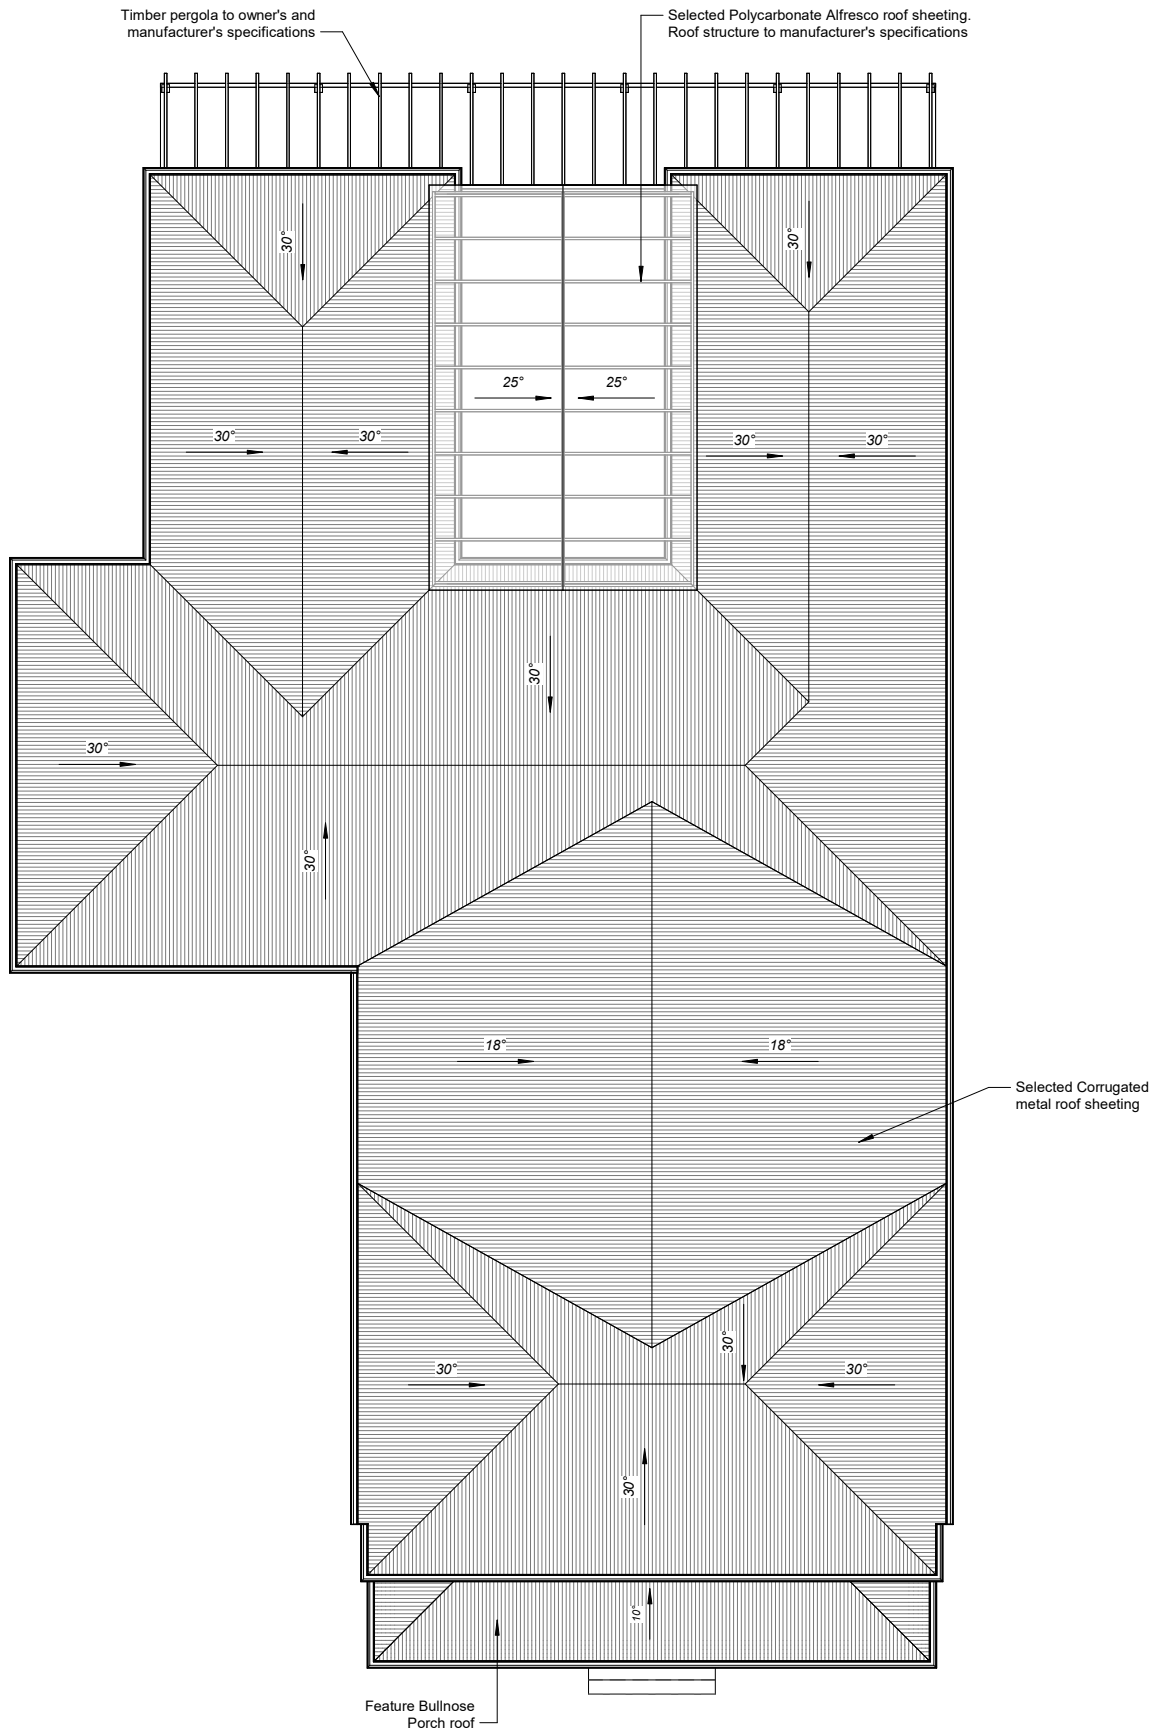 Timber pergola to owner's and
manufacturer's specifications
Selected Polycarbonate Alfresco roof sheeting.
Roof structure to manufacturer's specifications
30°
30°
25°
25°
30°
30°
30°
30°
30°
30°
30°
18°
18°
Selected Corrugated
metal roof sheeting
30°
30°
30°
30°
10°
Feature Bullnose
Porch roof